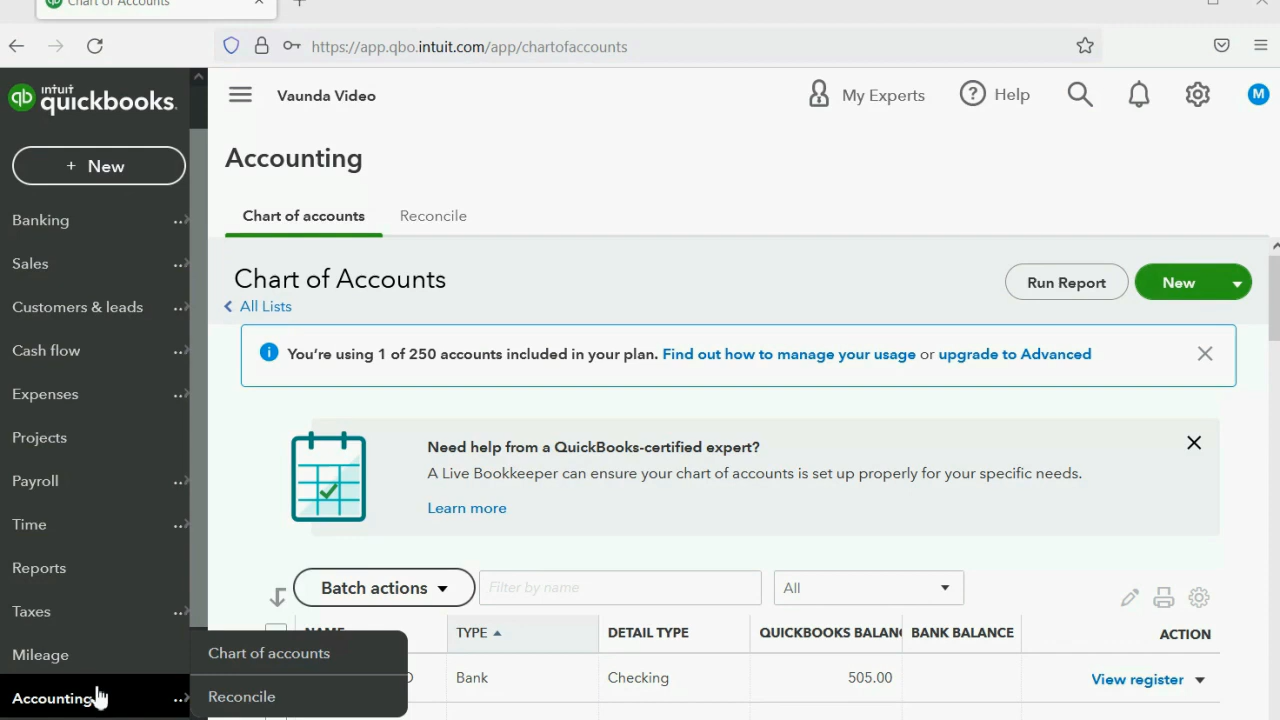 Chart of Accounts
https://app.qbo.intuit.com/app/chartofaccounts
intuit
quickbooks.
Vaunda Video
My Experts
Help
M
+ New
Banking
Sales
Customers & leads
Cash flow
Expenses
Projects
Payroll
Time
Reports
Taxes
Mileage
Accounting
Chart of accounts
Reconcile
Accounting
Chart of accounts
Reconcile
Chart of Accounts
All Lists
Run Report
New
You're using 1 of 250 accounts included in your plan. Find out how to manage your usage or upgrade to Advanced
Need help from a QuickBooks-certified expert?
A Live Bookkeeper can ensure your chart of accounts is set up properly for your specific needs.
Learn more
Batch actions
Filter by name
All
NAME TYPE DETAIL TYPE QUICKBOOKS BALAN BANK BALANCE ACTION
Bank Checking 505.00 View register